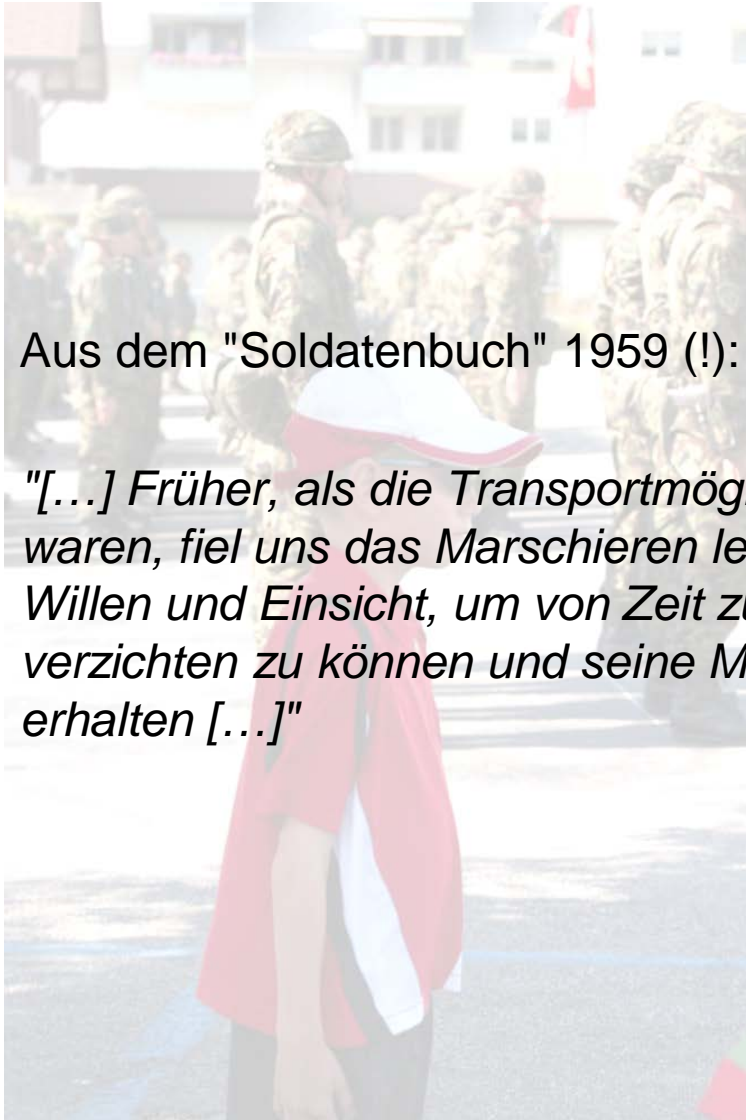 Aus dem "Soldatenbuch" 1959 (!):
"[…] Früher, als die Transportmög
waren, fiel uns das Marschieren le
Willen und Einsicht, um von Zeit z
verzichten zu können und seine M
erhalten […]"